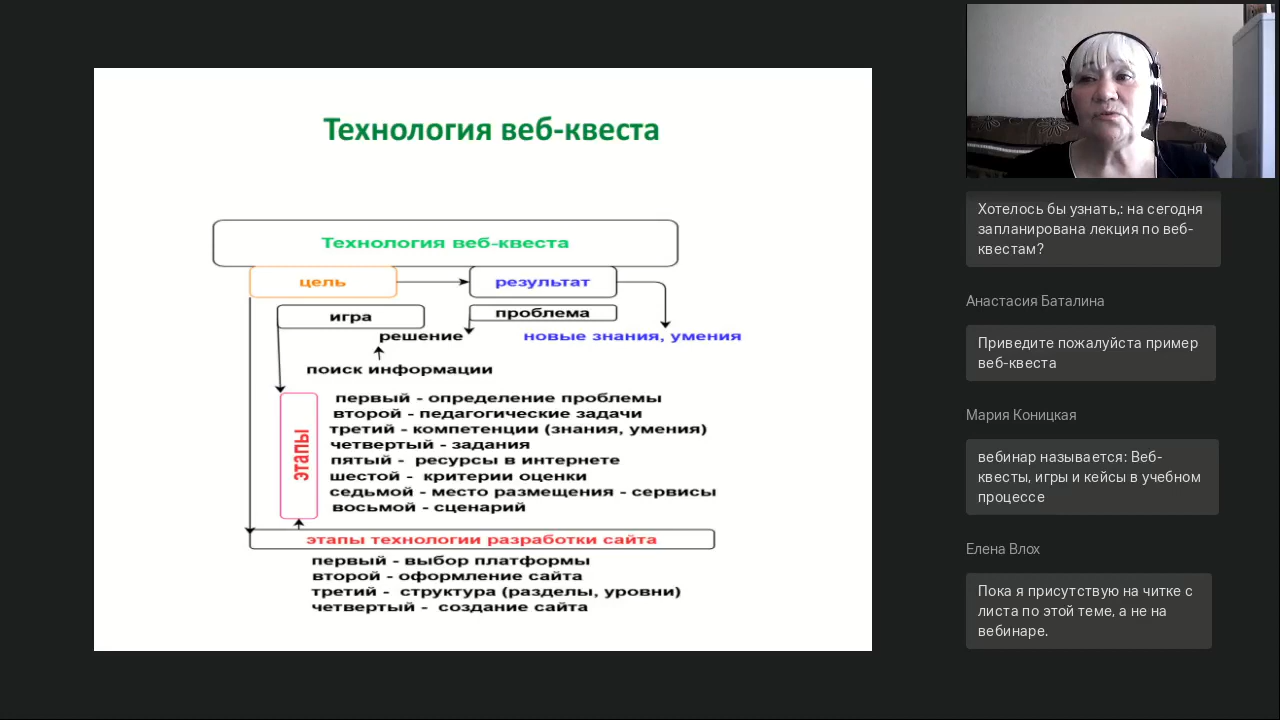 Технология веб-квеста
Технология веб-квеста
цель
результат
игра
проблема
решение
новые знания, умения
поиск информации
этапы
первый - определение проблемы
второй - педагогические задачи
третий - компетенции (знания, умения)
четвертый - задания
пятый - ресурсы в интернете
шестой - критерии оценки
седьмой - место размещения - сервисы
восьмой - сценарий
этапы технологии разработки сайта
первый - выбор платформы
второй - оформление сайта
третий - структура (разделы, уровни)
четвертый - создание сайта
Хотелось бы узнать,: на сегодня
запланирована лекция по веб-
квестам?
Анастасия Баталина
Приведите пожалуйста пример
веб-квеста
Мария Коницкая
вебинар называется: Веб-
квесты, игры и кейсы в учебном
процессе
Елена Влох
Пока я присутствую на читке с
листа по этой теме, а не на
вебинаре.